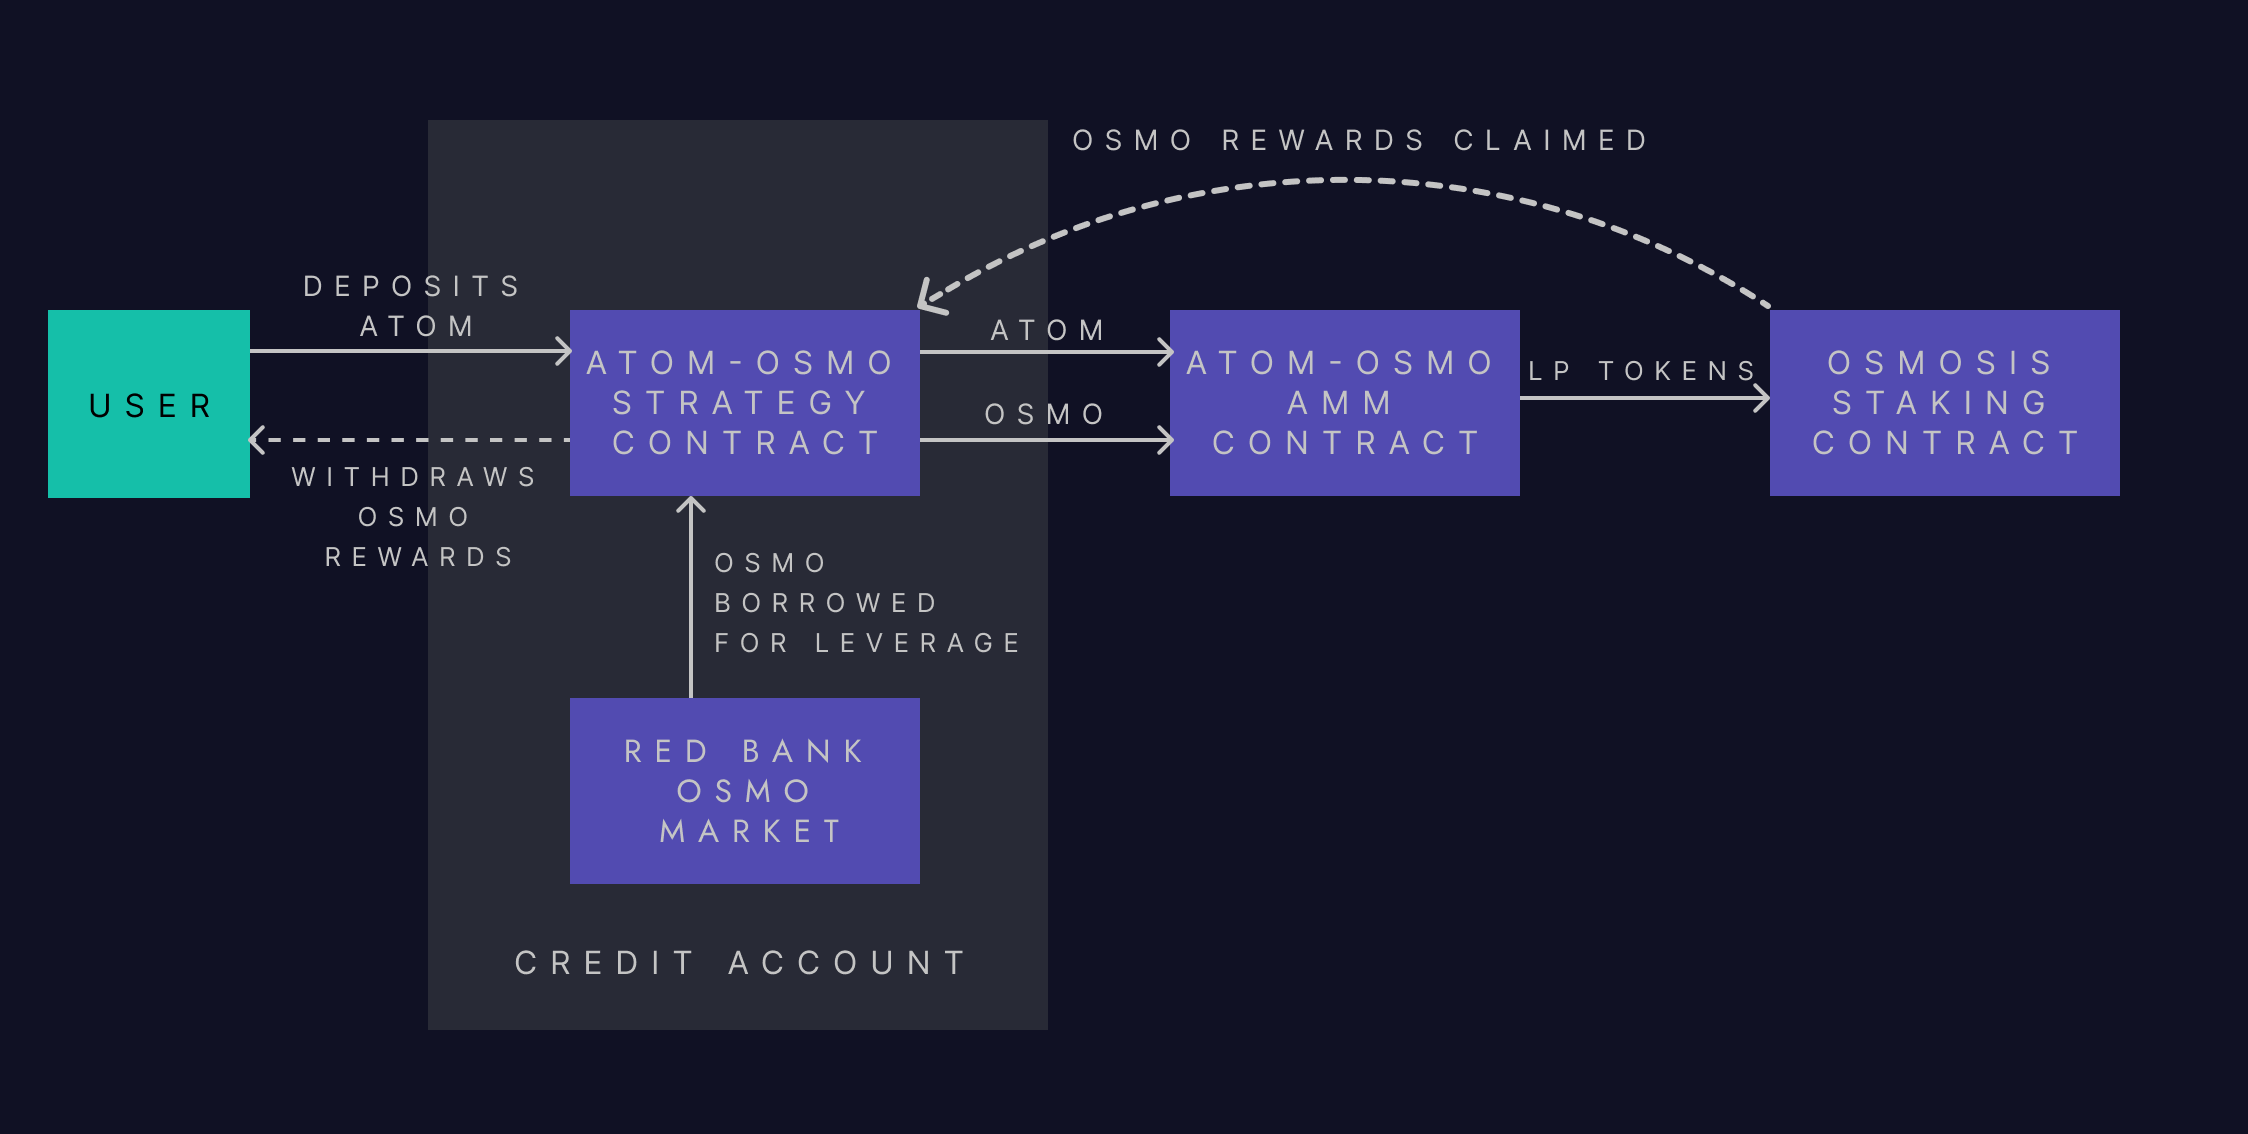 OSMO REWARDS CLAIMED
DEPOSITS
ATOM
USER
WITHDRAWS
OSMO
REWARDS
ATOM-OSMO
STRATEGY
CONTRACT
ATOM
OSMO
ATOM-OSMO
AMM
CONTRACT
LP TOKENS
OSMOSIS
STAKING
CONTRACT
OSMO
BORROWED
FOR LEVERAGE
RED BANK
OSMO
MARKET
CREDIT ACCOUNT